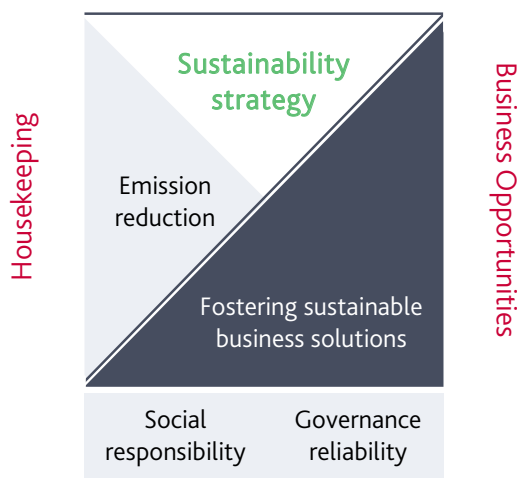 Sustainability
strategy
Housekeeping
Business Opportunities
Emission
reduction
Fostering sustainable
business solutions
Social
responsibility
Governance
reliability